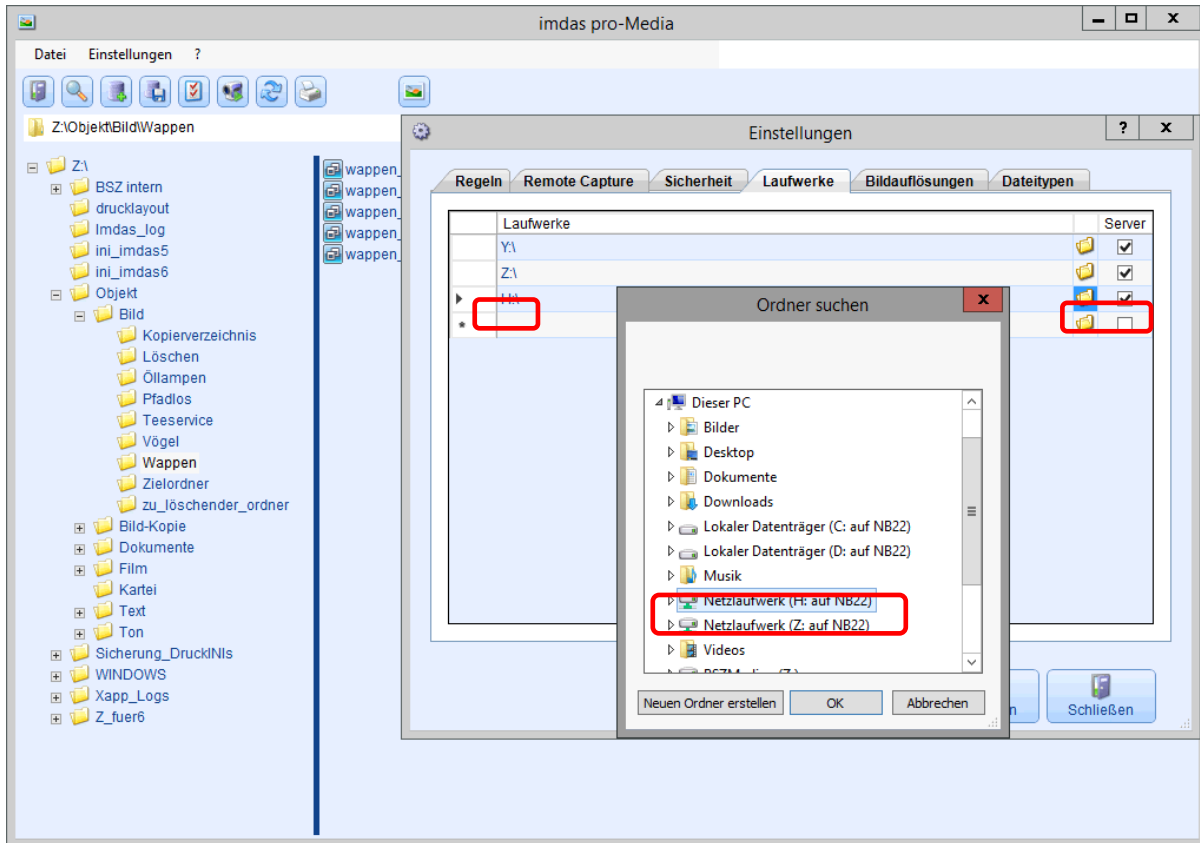 imdas pro-Media
Datei Einstellungen ?
Z:\Objekt\Bild\Wappen
Z:\
BSZ intern
drucklayout
Imdas_log
ini_imdas5
ini_imdas6
Objekt
Bild
Kopierverzeichnis
Löschen
Öllampen
Pfadlos
Teeservice
Vögel
Wappen
Zielordner
zu_löschender_ordner
Bild-Kopie
Dokumente
Film
Kartei
Text
Ton
Sicherung_DruckINIs
WINDOWS
Xapp_Logs
Z_fuer6
wappen_
wappen_
wappen_
wappen_
wappen_
Einstellungen
Regeln Remote Capture Sicherheit Laufwerke Bildauflösungen Dateitypen
Laufwerke Server
Y:\
Z:\
H:\
Ordner suchen
Dieser PC
Bilder
Desktop
Dokumente
Downloads
Lokaler Datenträger (C: auf NB22)
Lokaler Datenträger (D: auf NB22)
Musik
Netzlaufwerk (H: auf NB22)
Netzlaufwerk (Z: auf NB22)
Videos
Neuen Ordner erstellen OK Abbrechen
n
Schließen